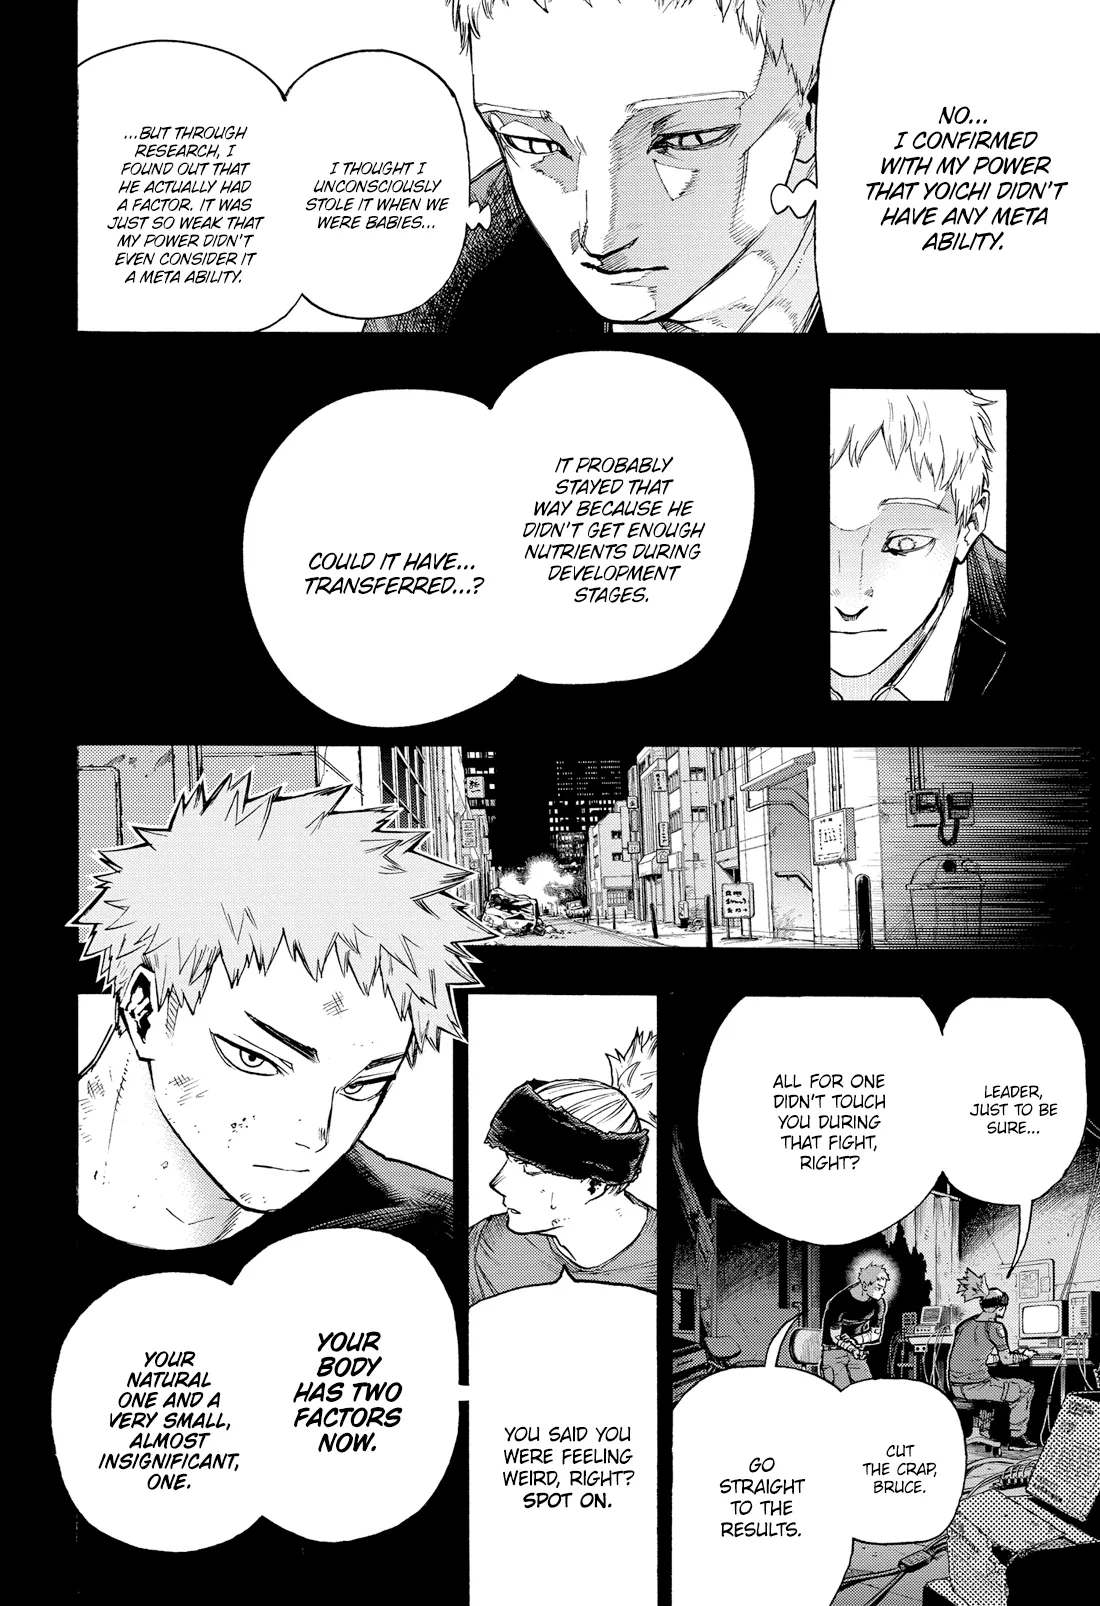 NO...
I CONFIRMED
WITH MY POWER
THAT YOICHI DIDN'T
HAVE ANY META
ABILITY.
I THOUGHT I
UNCONSCIOUSLY
STOLE IT WHEN WE
WERE BABIES...
...BUT THROUGH
RESEARCH, I
FOUND OUT THAT
HE ACTUALLY HAD
A FACTOR. IT WAS
JUST SO WEAK THAT
MY POWER DIDN'T
EVEN CONSIDER IT
A META ABILITY.
IT PROBABLY
STAYED THAT
WAY BECAUSE HE
DIDN'T GET ENOUGH
NUTRIENTS DURING
DEVELOPMENT
STAGES.
COULD IT HAVE...
TRANSFERRED...?
LEADER,
JUST TO BE
SURE...
ALL FOR ONE
DIDN'T TOUCH
YOU DURING
THAT FIGHT,
RIGHT?
CUT
THE CRAP,
BRUCE.
GO
STRAIGHT
TO THE
RESULTS.
YOU SAID YOU
WERE FEELING
WEIRD, RIGHT?
SPOT ON.
YOUR
BODY
HAS TWO
FACTORS
NOW.
YOUR
NATURAL
ONE AND A
VERY SMALL,
ALMOST
INSIGNIFICANT,
ONE.